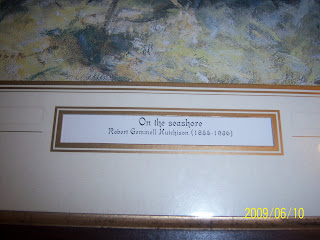 On the seashore
Robert Gemmell Hutchison (1855-1936)
2009/06/10